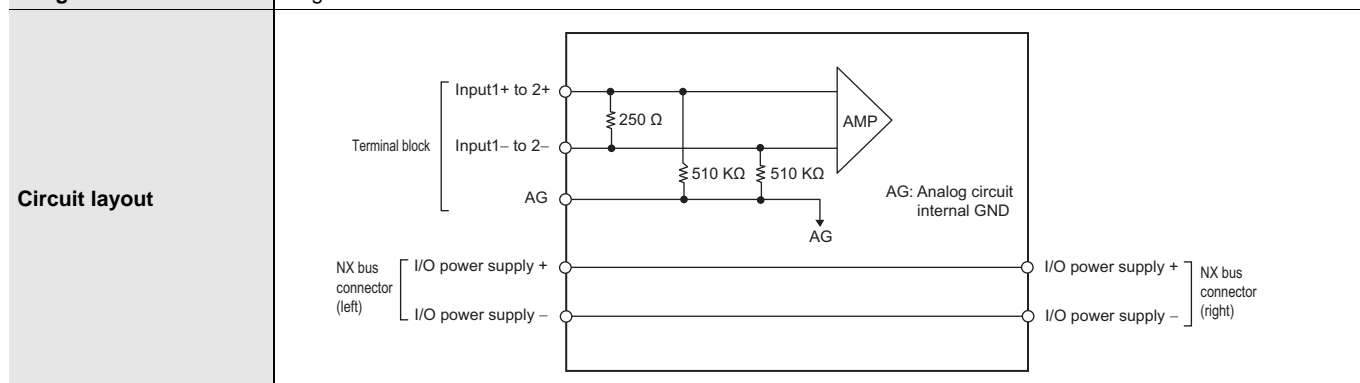 Circuit layout
Input1+ to 2+
250 Ω
AMP
Terminal block
Input1– to 2–
510 KΩ
510 KΩ
AG
AG: Analog circuit
internal GND
AG
NX bus
connector
(left)
I/O power supply +
I/O power supply –
I/O power supply +
I/O power supply –
NX bus
connector
(right)